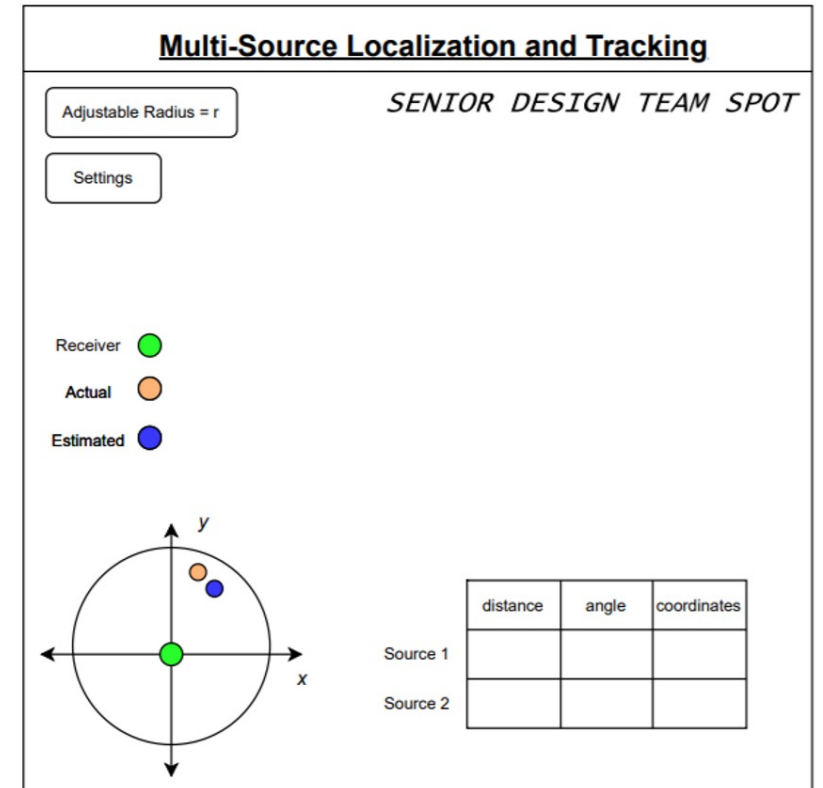 Multi-Source Localization and Tracking
Adjustable Radius = r
SENIOR DESIGN TEAM SPOT
Settings
Receiver
Actual
Estimated
y
x
distance angle coordinates
Source 1
Source 2